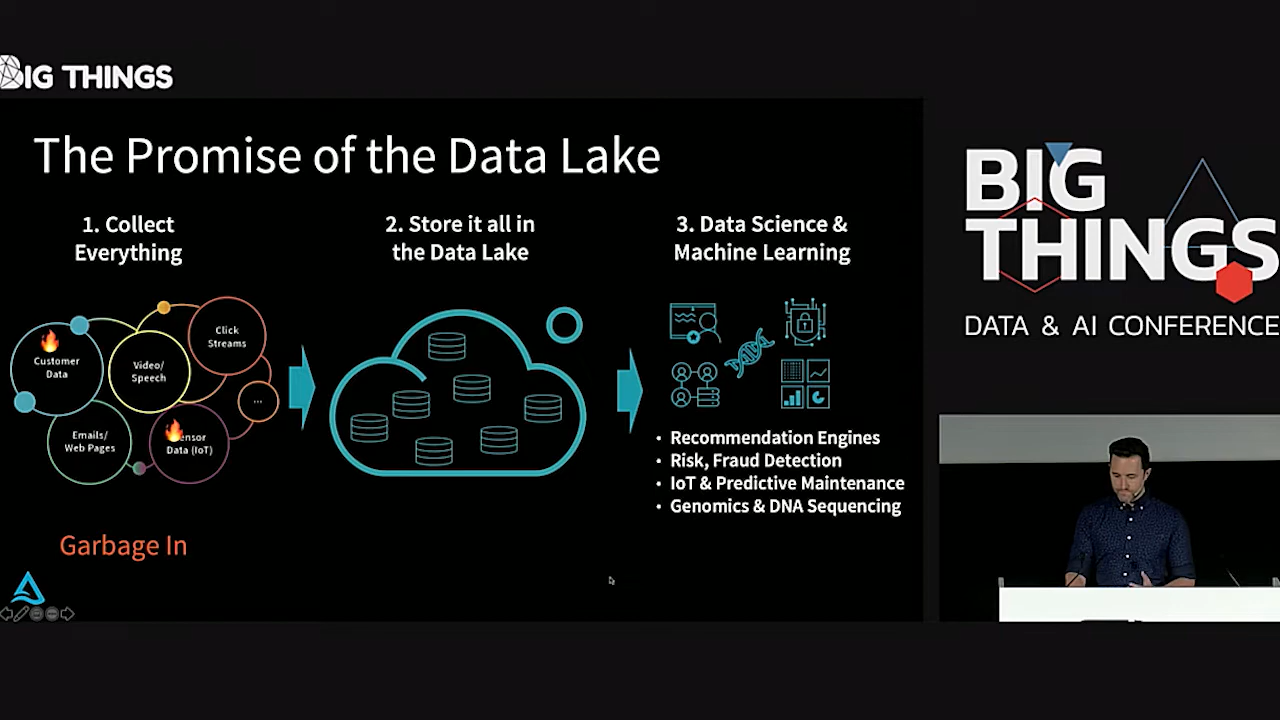 BIG THINGS
The Promise of the Data Lake
1. Collect
Everything
2. Store it all in
the Data Lake
3. Data Science &
Machine Learning
Click
Streams
Customer
Data
Video/
Speech
...
Emails/
Web Pages
Sensor
Data (IoT)
• Recommendation Engines
• Risk, Fraud Detection
• IoT & Predictive Maintenance
• Genomics & DNA Sequencing
Garbage In
BIG
THINGS
DATA & AI CONFERENCE